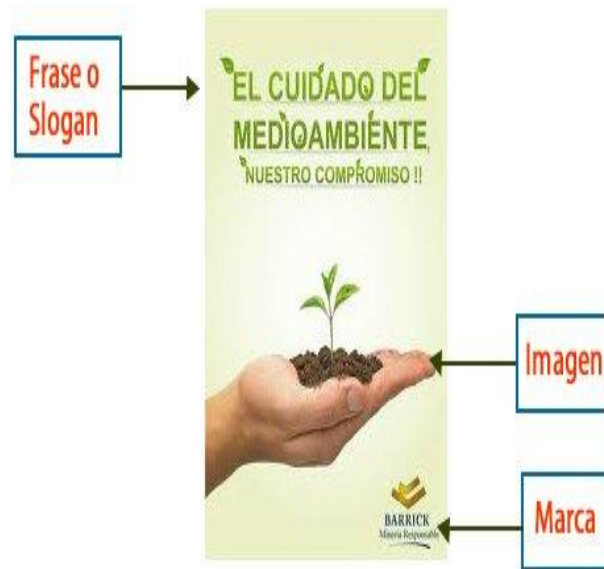 Frase o
Slogan
EL CUIDADO DEL
MEDIOAMBIENTE,
NUESTRO COMPROMISO !!
Imagen
BARRICK
Minería Responsable
Marca